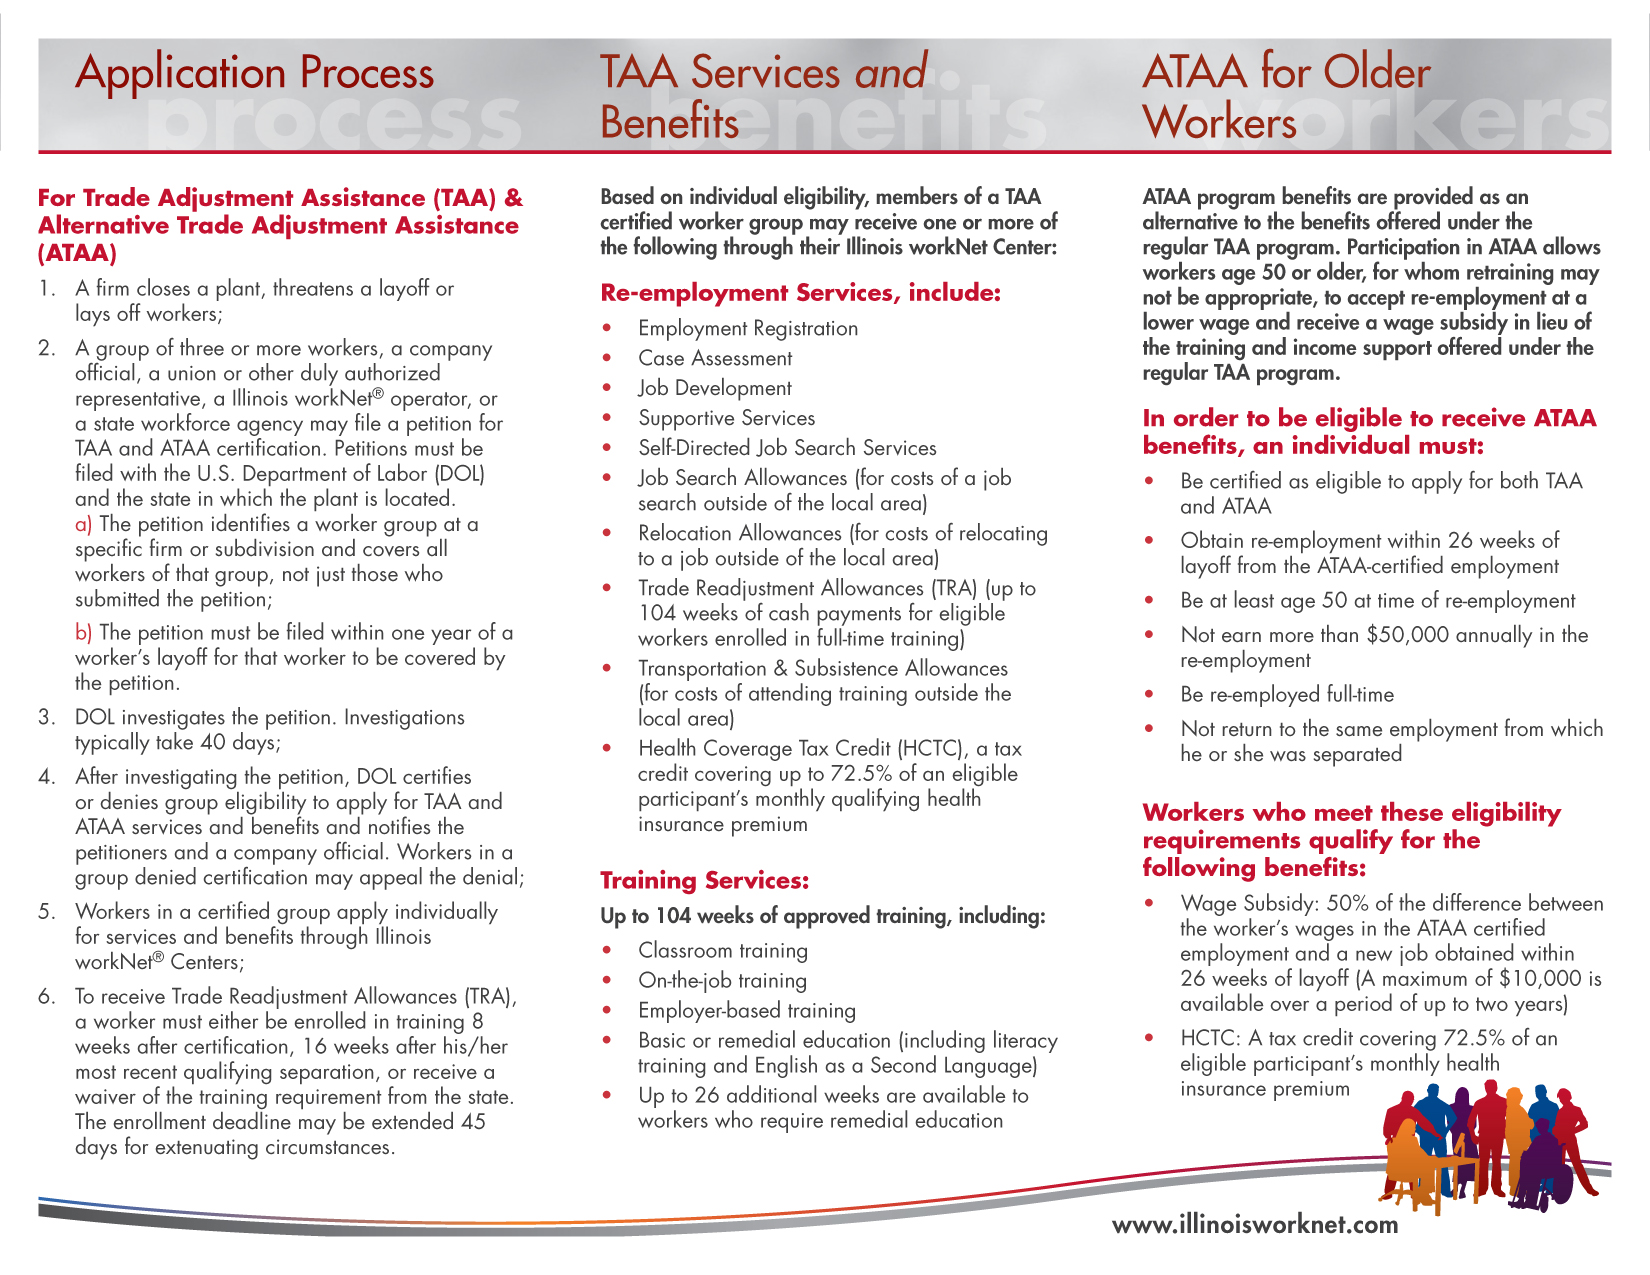 Application Process
process
For Trade Adjustment Assistance (TAA) &
Alternative Trade Adjustment Assistance
(ATAA)
1. A firm closes a plant, threatens a layoff or
lays off workers;
2. A group of three or more workers, a company
official, a union or other duly authorized
representative, a Illinois workNet® operator, or
a state workforce agency may file a petition for
TAA and ATAA certification. Petitions must be
filed with the U.S. Department of Labor (DOL)
and the state in which the plant is located.
a) The petition identifies a worker group at a
specific firm or subdivision and covers all
workers of that group, not just those who
submitted the petition;
b) The petition must be filed within one year of a
worker's layoff for that worker to be covered by
the petition.
3. DOL investigates the petition. Investigations
typically take 40 days;
4. After investigating the petition, DOL certifies
or denies group eligibility to apply for TAA and
ATAA services and benefits and notifies the
petitioners and a company official. Workers in a
group denied certification may appeal the denial;
5. Workers in a certified group apply individually
for services and benefits through Illinois
workNet® Centers;
6. To receive Trade Readjustment Allowances (TRA),
a worker must either be enrolled in training 8
weeks after certification, 16 weeks after his/her
most recent qualifying separation, or receive a
waiver of the training requirement from the state.
The enrollment deadline may be extended 45
days for extenuating circumstances.
TAA Services and
Benefits
benefits
Based on individual eligibility, members of a TAA
certified worker group may receive one or more of
the following through their Illinois workNet Center:
Re-employment Services, include:
• Employment Registration
• Case Assessment
• Job Development
• Supportive Services
• Self-Directed Job Search Services
• Job Search Allowances (for costs of a job
search outside of the local area)
• Relocation Allowances (for costs of relocating
to a job outside of the local area)
• Trade Readjustment Allowances (TRA) (up to
104 weeks of cash payments for eligible
workers enrolled in full-time training)
• Transportation & Subsistence Allowances
(for costs of attending training outside the
local area)
• Health Coverage Tax Credit (HCTC), a tax
credit covering up to 72.5% of an eligible
participant's monthly qualifying health
insurance premium
Training Services:
Up to 104 weeks of approved training, including:
• Classroom training
• On-the-job training
• Employer-based training
• Basic or remedial education (including literacy
training and English as a Second Language)
• Up to 26 additional weeks are available to
workers who require remedial education
ATAA for Older
Workers
workers
ATAA program benefits are provided as an
alternative to the benefits offered under the
regular TAA program. Participation in ATAA allows
workers age 50 or older, for whom retraining may
not be appropriate, to accept re-employment at a
lower wage and receive a wage subsidy in lieu of
the training and income support offered under the
regular TAA program.
In order to be eligible to receive ATAA
benefits, an individual must:
• Be certified as eligible to apply for both TAA
and ATAA
• Obtain re-employment within 26 weeks of
layoff from the ATAA-certified employment
• Be at least age 50 at time of re-employment
• Not earn more than $50,000 annually in the
re-employment
• Be re-employed full-time
• Not return to the same employment from which
he or she was separated
Workers who meet these eligibility
requirements qualify for the
following benefits:
• Wage Subsidy: 50% of the difference between
the worker's wages in the ATAA certified
employment and a new job obtained within
26 weeks of layoff (A maximum of $10,000 is
available over a period of up to two years)
• HCTC: A tax credit covering 72.5% of an
eligible participant's monthly health
insurance premium
www.illinoisworknet.com